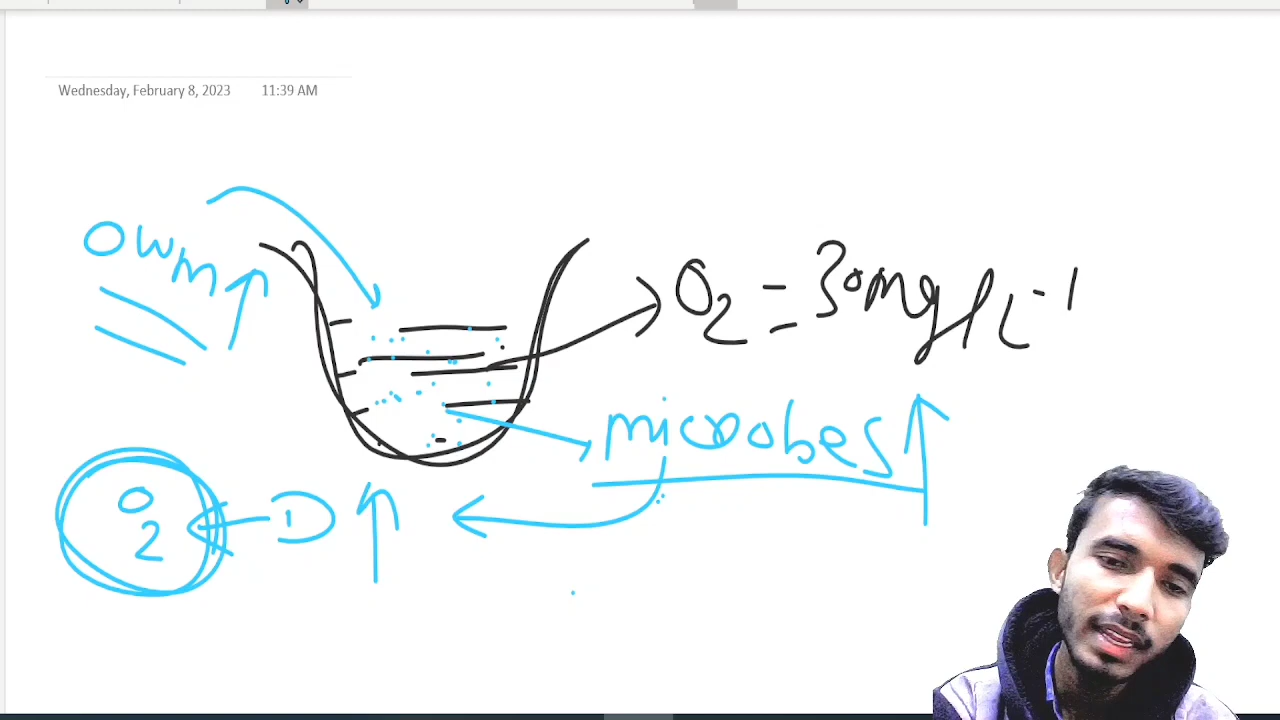 Wednesday, February 8, 2023 11:39 AM
OWM ↑
O2 = 30mg/L-1
microbes ↑
O2 ← D ↑